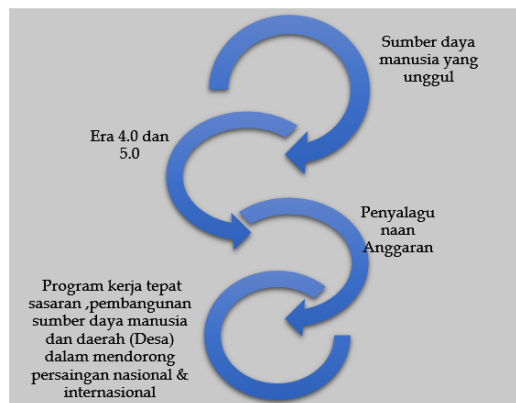 Sumber daya
manusia yang
unggul
Era 4.0 dan
5.0
Penyalagu
naan
Anggaran
Program kerja tepat
sasaran ,pembangunan
sumber daya manusia
dan daerah (Desa)
dalam mendorong
persaingan nasional &
internasional